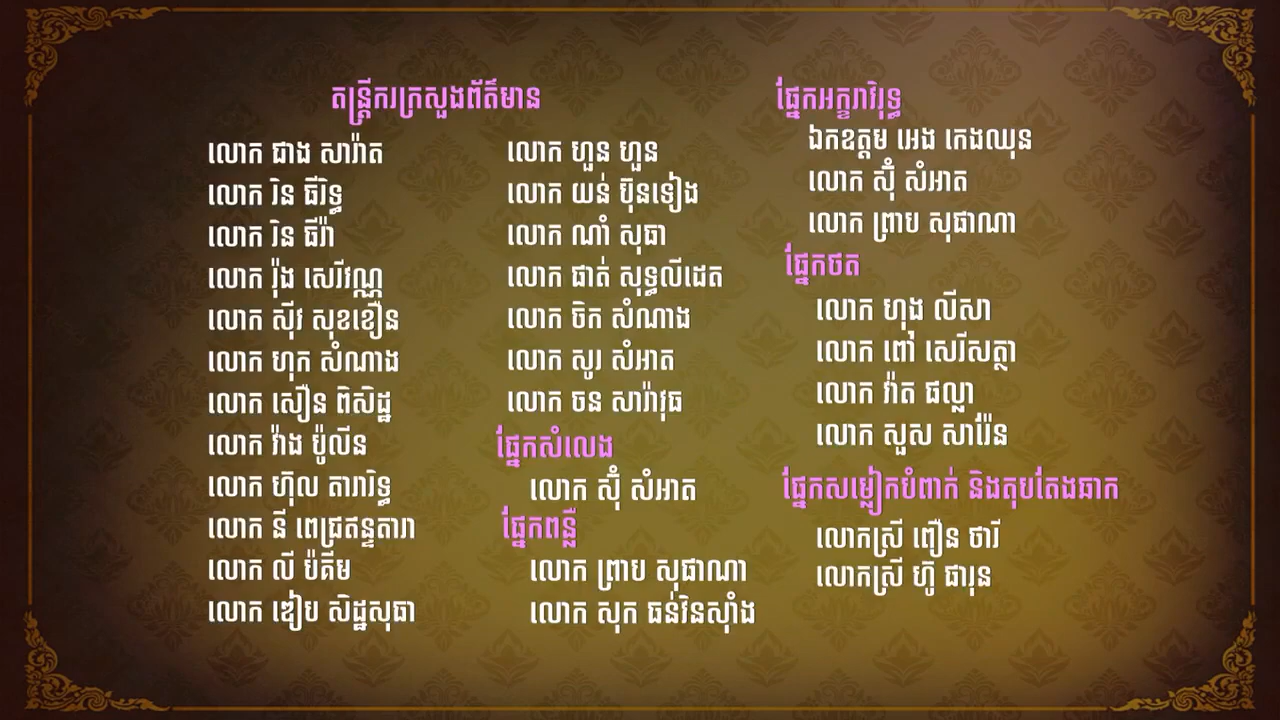 តន្ត្រីករក្រសួងព័ត៌មាន
លោក ជាង សារ៉ាត
លោក រិន ធីរិទ្ធ
លោក រិន ធីរ៉ា
លោក រ៉ុង សេរីវណ្ណ
លោក ស៊ីវ សុខខឿន
លោក ហុក សំណាង
លោក សឿន ពិសិដ្ឋ
លោក វ៉ាង ប៉ូលីន
លោក ហ៊ុល តារារិទ្ធ
លោក នី ពេជ្រឥន្ទតារា
លោក លី ប៉គីម
លោក ឌៀប សិដ្ឋសុធា
លោក ហួន ហួន
លោក យន់ ប៊ុនទៀង
លោក ណាំ សុធា
លោក ផាត់ សុទ្ធលីដេត
លោក ចិក សំណាង
លោក សូរ សំអាត
លោក ចន សារ៉ាវុធ
ផ្នែកសំលេង
លោក ស៊ុំ សំអាត
ផ្នែកពន្លឺ
លោក ព្រាប សុផាណា
លោក សុក ធន់វិនស៊ាំង
ផ្នែកអក្ខរាវិរុទ្ធ
ឯកឧត្តម អេង កេងឈុន
លោក ស៊ុំ សំអាត
លោក ព្រាប សុផាណា
ផ្នែកថត
លោក ហុង លីសា
លោក ពៅ សេរីសត្ថា
លោក វ៉ាត ផល្លា
លោក សួស សារ៉ែន
ផ្នែកសម្លៀកបំពាក់ និងតុបតែងឆាក
លោកស្រី ពឿន ថារី
លោកស្រី ហ៊ូ ផារុន